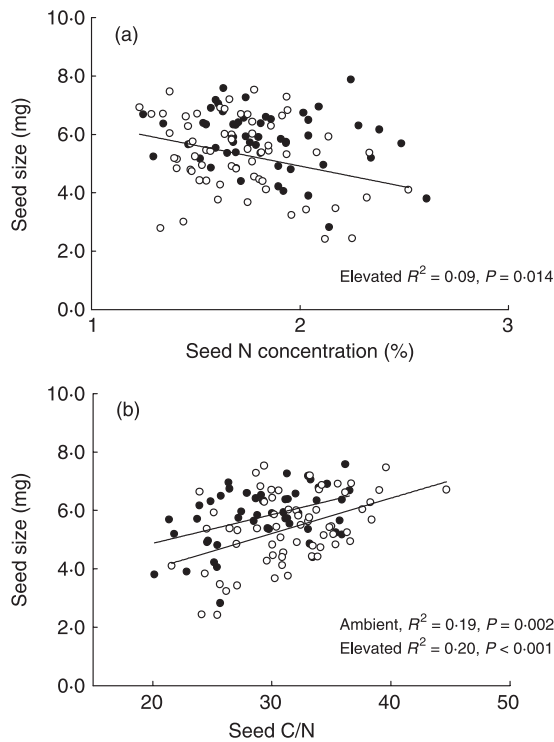 (a)
10·0
8·0
6·0
4·0
2·0
0·0
Seed size (mg)
Elevated R² = 0·09, P = 0·014
1 2 3
Seed N concentration (%)
(b)
10·0
8·0
6·0
4·0
2·0
0·0
Seed size (mg)
Ambient, R² = 0·19, P = 0·002
Elevated R² = 0·20, P < 0·001
20 30 40 50
Seed C/N